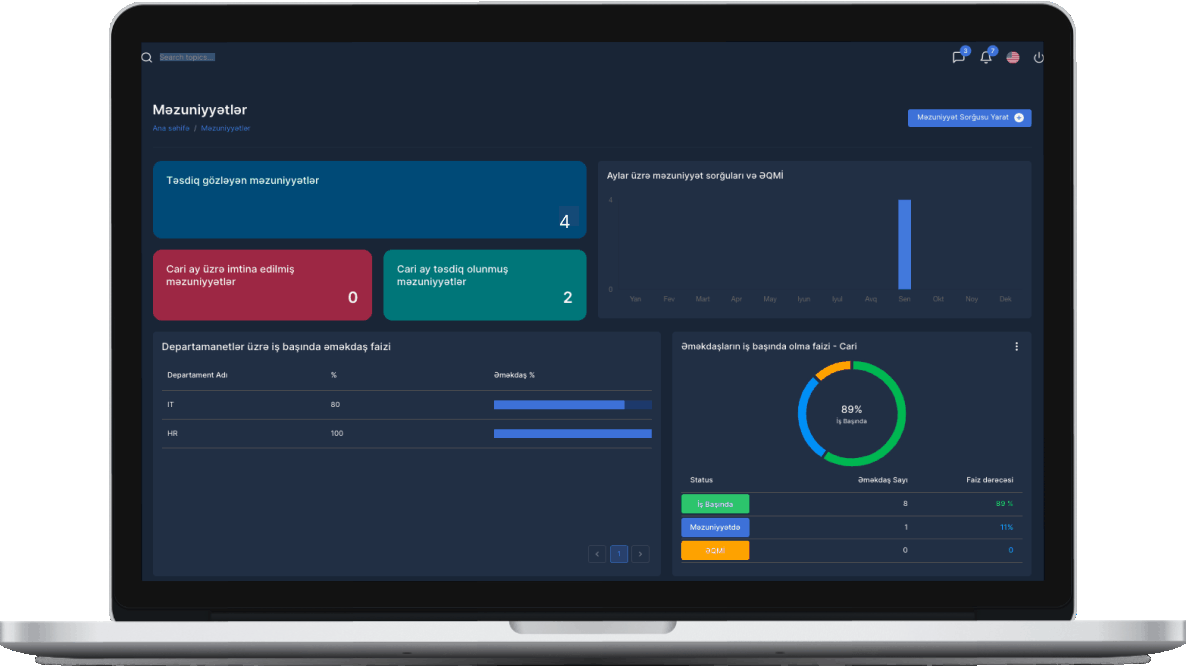 Search topics...
3
7
Məzuniyyətlər
Ana səhifə / Məzuniyyətlər
Məzuniyyət Sorğusu Yarat
Təsdiq gözləyən məzuniyyətlər
4
Cari ay üzrə imtina edilmiş
məzuniyyətlər
0
Cari ay təsdiq olunmuş
məzuniyyətlər
2
Aylar üzrə məzuniyyət sorğuları və ƏQMİ
4
0
Yan Fev Mart Apr May İyun İyul Avq Sen Okt Noy Dek
Departamanetlər üzrə iş başında əməkdaş faizi
Departament Adı % Əməkdaş %
IT 80
HR 100
1
Əməkdaşların iş başında olma faizi - Cari
89%
İş Başında
Status Əməkdaş Sayı Faiz dərəcəsi
İş Başında 8 89 %
Məzuniyyətdə 1 11%
ƏQMİ 0 0